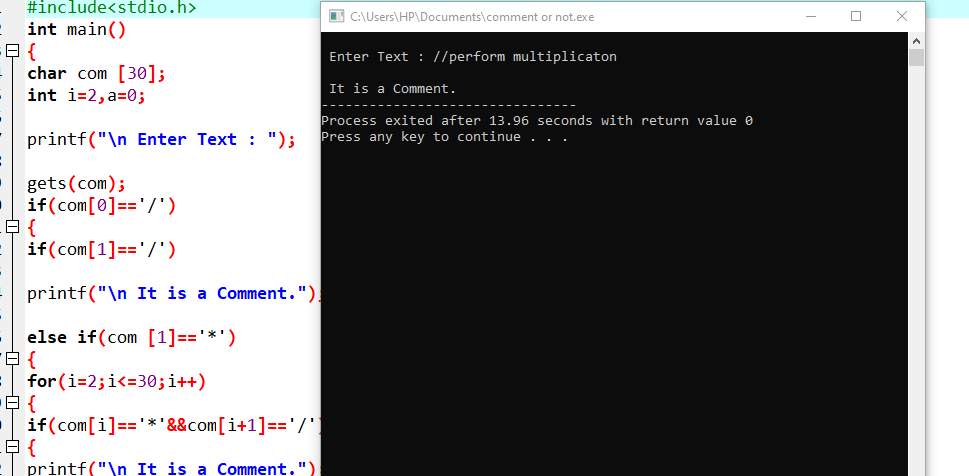 #include<stdio.h>
int main()
{
char com [30];
int i=2,a=0;
printf("\n Enter Text : ");
gets(com);
if(com[0]=='/')
{
if(com[1]=='/')
printf("\n It is a Comment.");
else if(com [1]=='*')
{
for(i=2;i<=30;i++)
{
if(com[i]=='*'&&com[i+1]=='/')
{
printf("\n It is a Comment.");
C:\Users\HP\Documents\comment or not.exe
Enter Text : //perform multiplicaton
It is a Comment.
--------------------------------
Process exited after 13.96 seconds with return value 0
Press any key to continue . . .